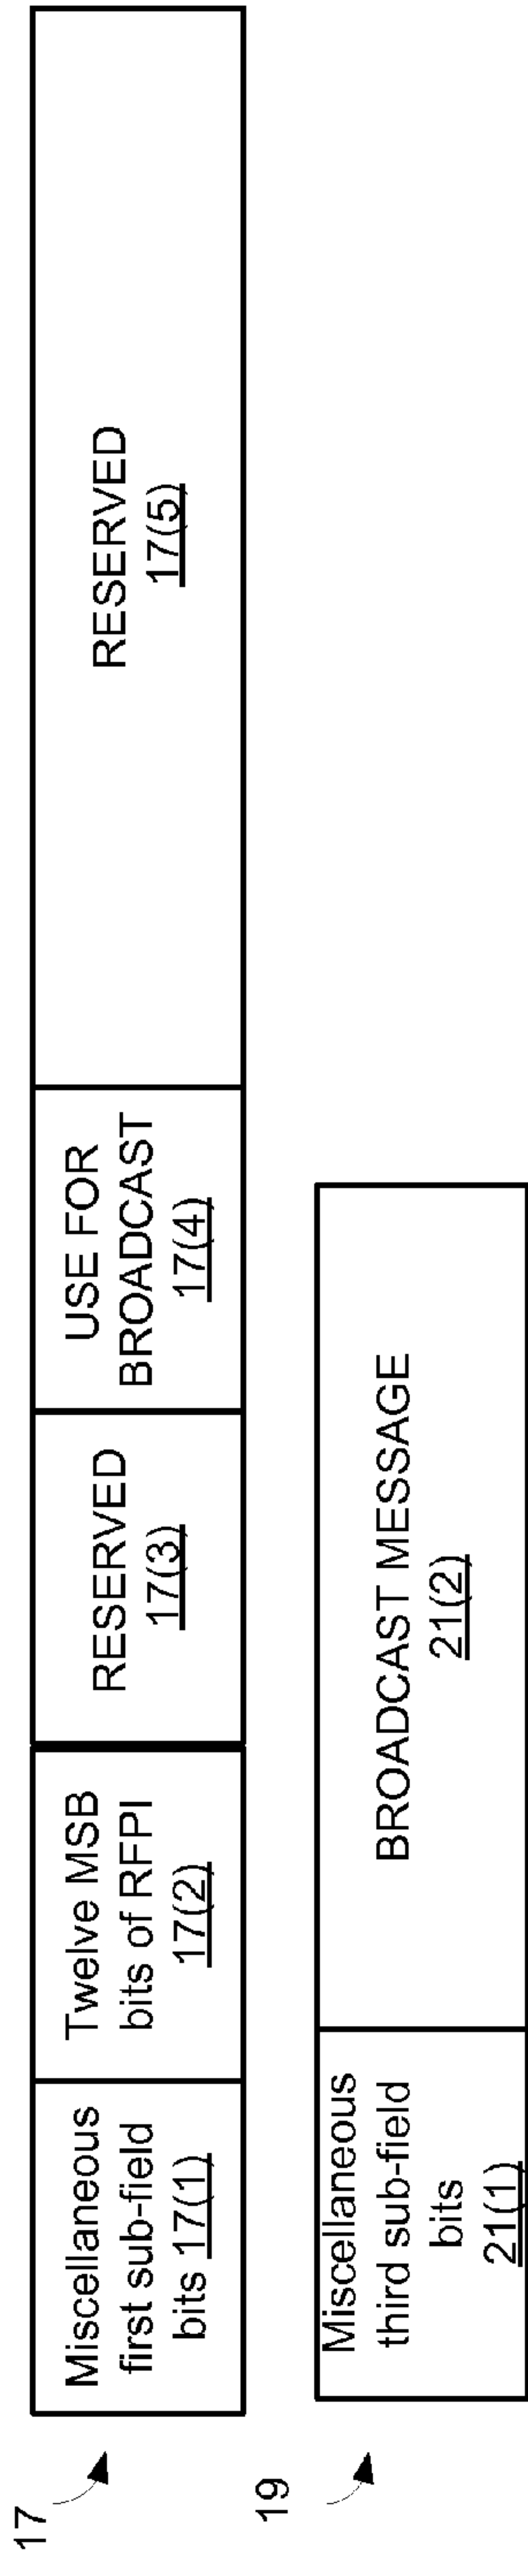 17
Miscellaneous
first sub-field
bits 17(1)
Twelve MSB
bits of RFPI
17(2)
RESERVED
17(3)
USE FOR
BROADCAST
17(4)
RESERVED
17(5)
19
Miscellaneous
third sub-field
bits
21(1)
BROADCAST MESSAGE
21(2)